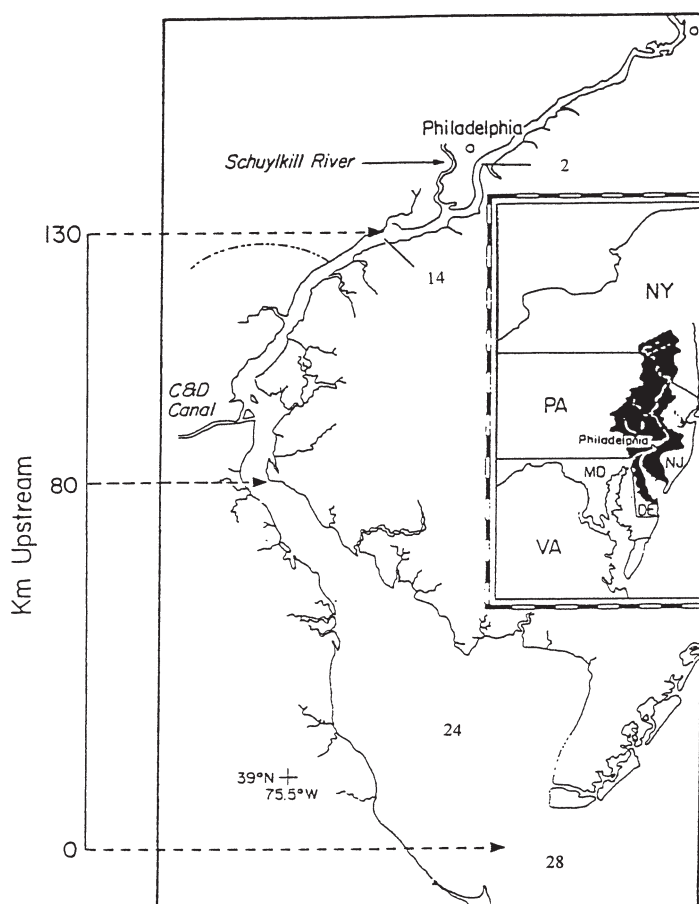 Philadelphia
Schuylkill River
2
130
14
NY
C&D
Canal
PA
Philadelphia
NJ
MD
DE
80
VA
Km Upstream
24
39°N
75.5°W
0
28